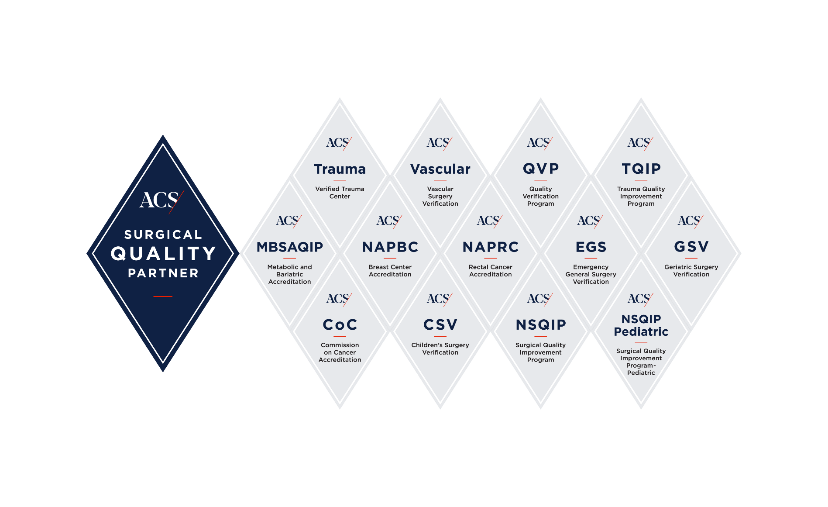 ACS
SURGICAL
QUALITY
PARTNER
ACS
Trauma
Verified Trauma
Center
ACS
Vascular
Vascular
Surgery
Verification
ACS
QVP
Quality
Verification
Program
ACS
TQIP
Trauma Quality
Improvement
Program
ACS
MBSAQIP
Metabolic and
Bariatric
Accreditation
ACS
NAPBC
Breast Center
Accreditation
ACS
NAPRC
Rectal Cancer
Accreditation
ACS
EGS
Emergency
General Surgery
Verification
ACS
GSV
Geriatric Surgery
Verification
ACS
CoC
Commission
on Cancer
Accreditation
ACS
CSV
Children's Surgery
Verification
ACS
NSQIP
Surgical Quality
Improvement
Program
ACS
NSQIP
Pediatric
Surgical Quality
Improvement
Program-
Pediatric